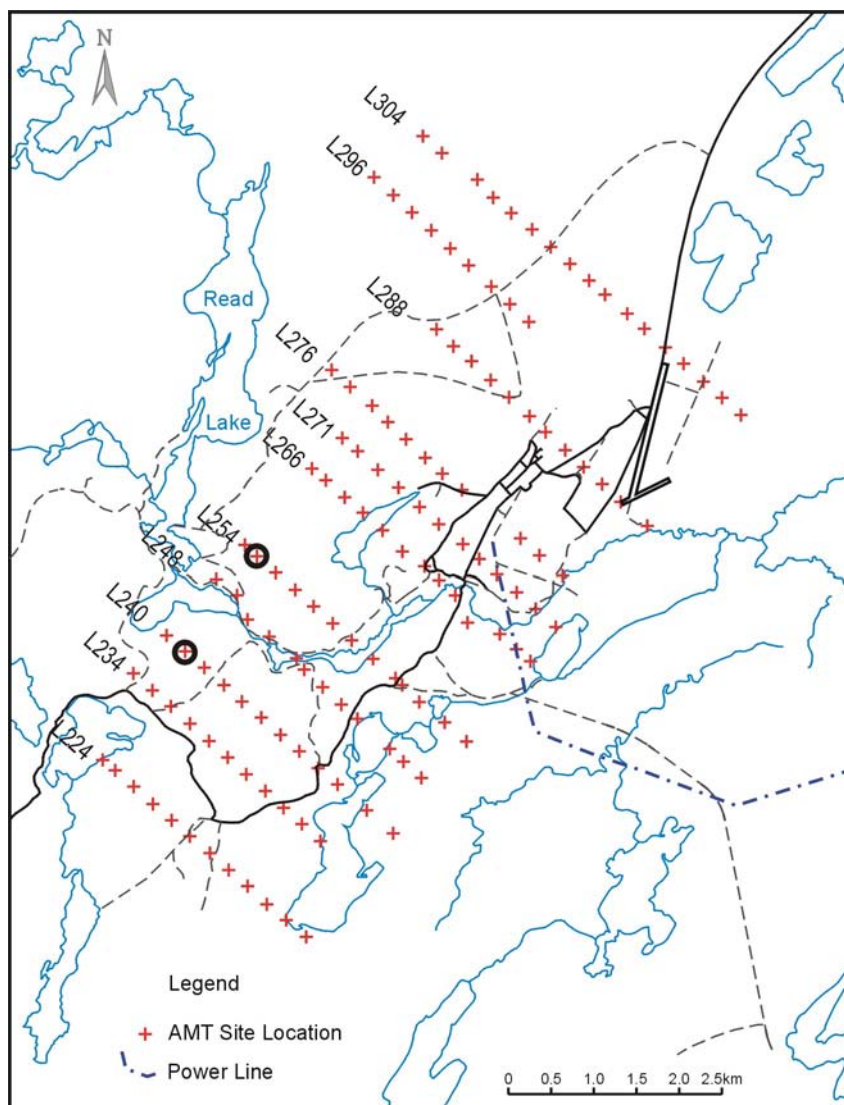 N
L304
L296
Read
L288
L276
Lake
L271
L266
L254
L248
L240
L234
L224
Legend
AMT Site Location
Power Line
0 0.5 1.0 1.5 2.0 2.5km